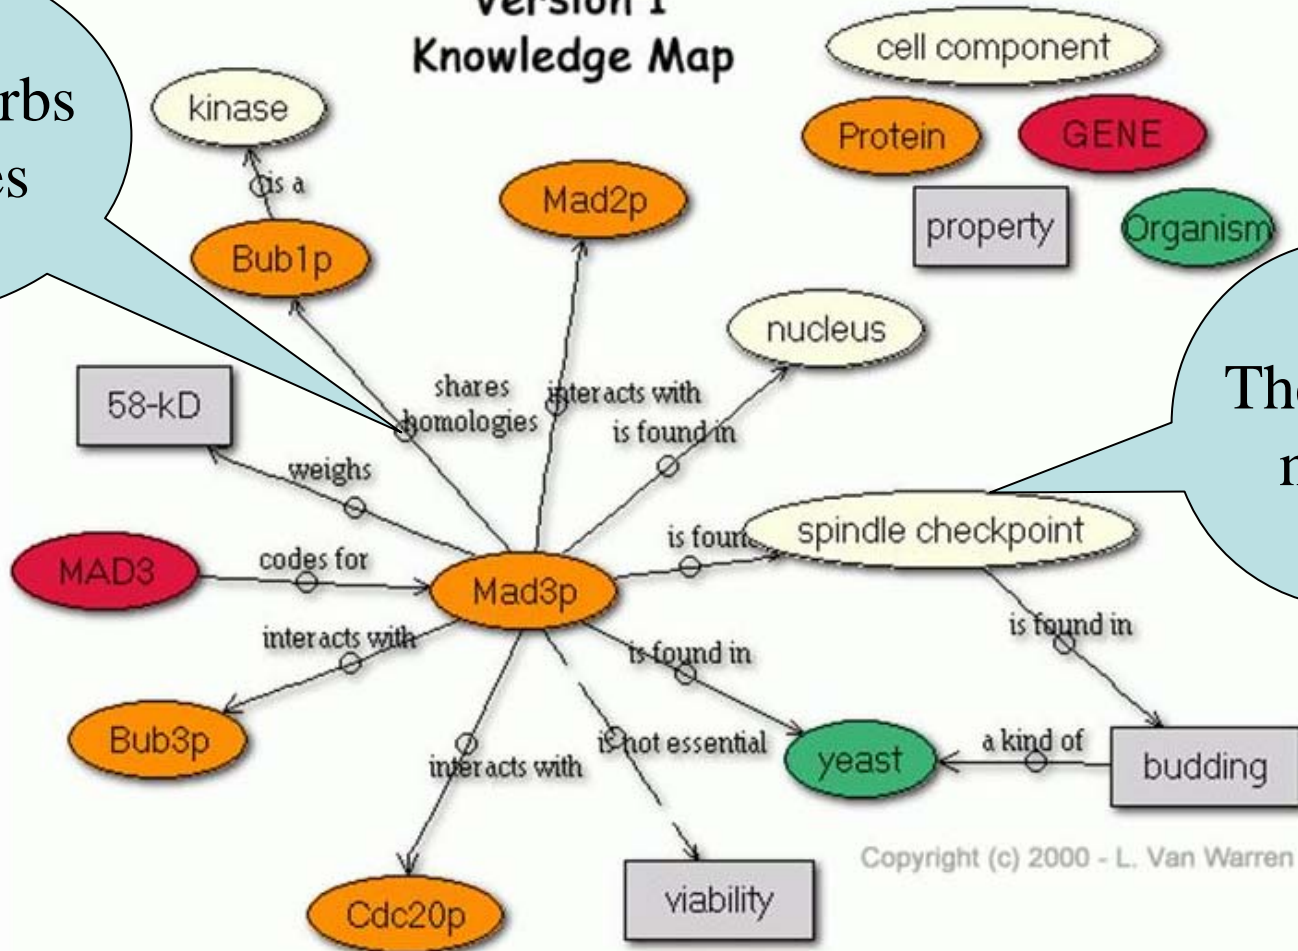 Version 1
Knowledge Map
cell component
kinase
Protein
GENE
is a
Mad2p
property
Organism
Bub1p
nucleus
58-kD
shares
homologies
interacts with
is found in
weighs
spindle checkpoint
is found
MAD3
codes for
Mad3p
interacts with
is found in
is found in
Bub3p
is not essential
yeast
a kind of
budding
interacts with
Copyright (c) 2000 - L. Van Warren
viability
Cdc20p